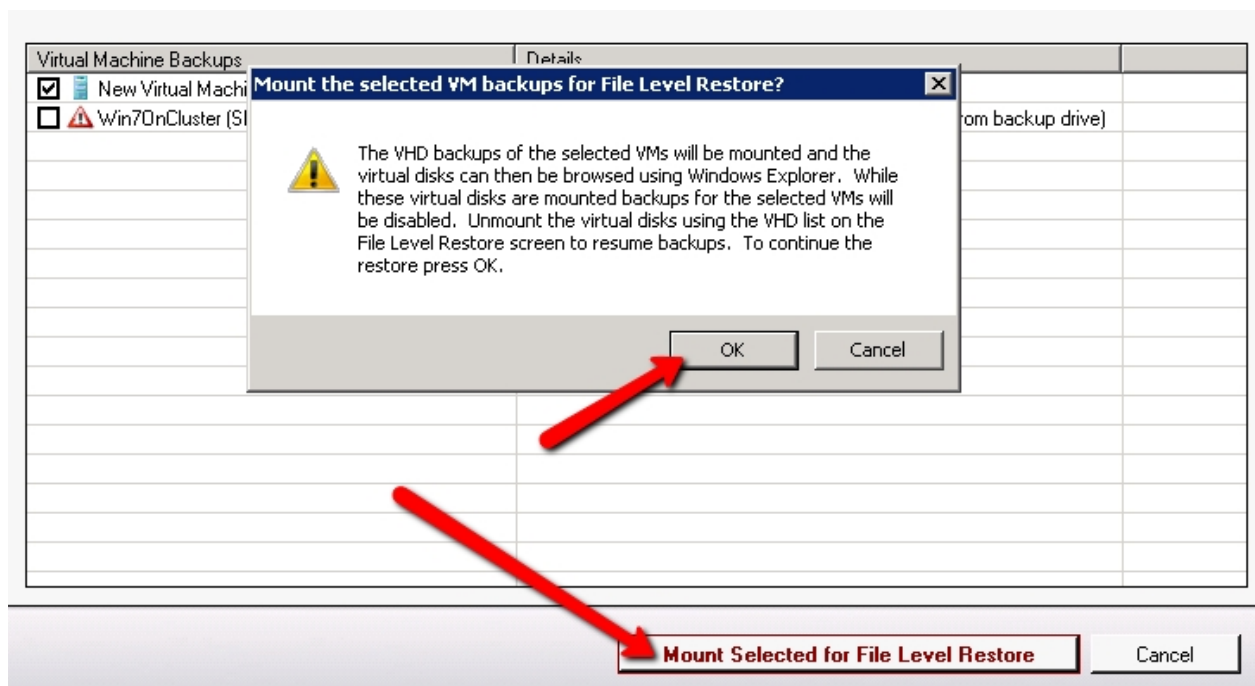 Virtual Machine Backups Details
New Virtual Machi
Mount the selected VM backups for File Level Restore?
Win7OnCluster (S om backup drive)
The VHD backups of the selected VMs will be mounted and the
virtual disks can then be browsed using Windows Explorer. While
these virtual disks are mounted backups for the selected VMs will
be disabled. Unmount the virtual disks using the VHD list on the
File Level Restore screen to resume backups. To continue the
restore press OK.
OK Cancel
Mount Selected for File Level Restore Cancel